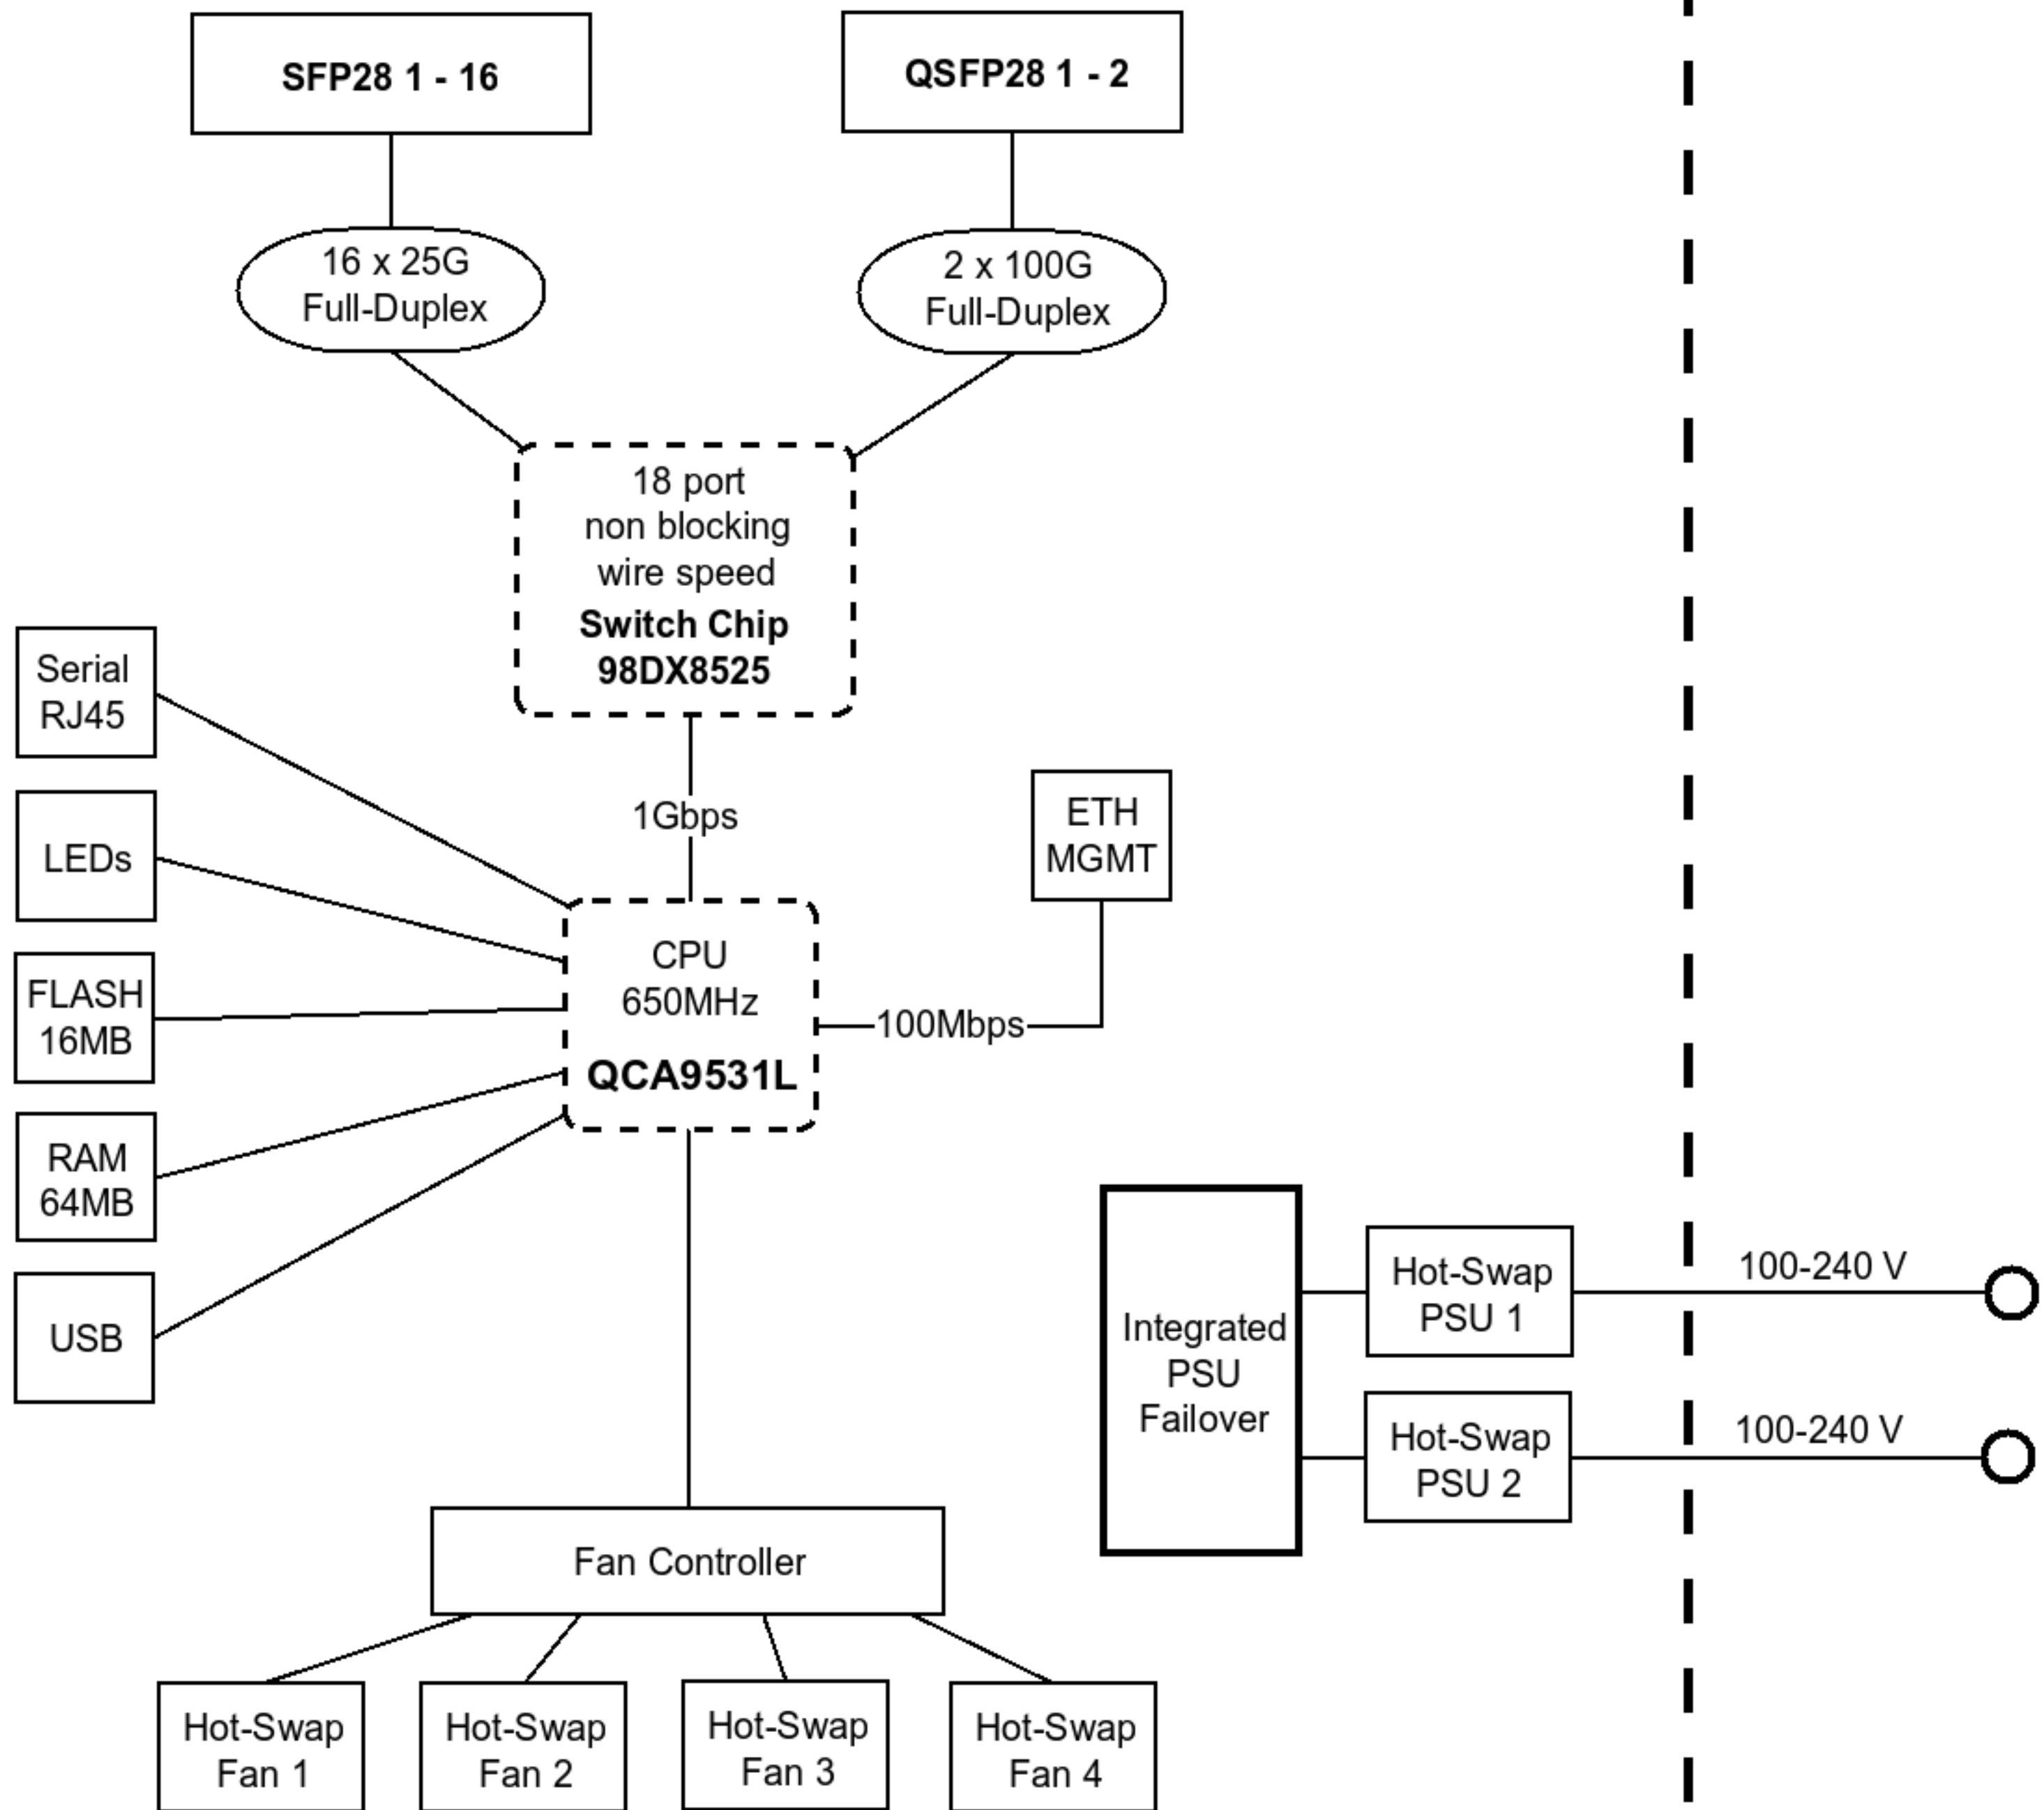 SFP28 1 - 16
QSFP28 1 - 2
16 x 25G
Full-Duplex
2 x 100G
Full-Duplex
18 port
non blocking
wire speed
Switch Chip
98DX8525
Serial
RJ45
1Gbps
ETH
MGMT
LEDs
CPU
650MHz
QCA9531L
100Mbps
FLASH
16MB
RAM
64MB
USB
Integrated
PSU
Failover
Hot-Swap
PSU 1
100-240 V
Hot-Swap
PSU 2
100-240 V
Fan Controller
Hot-Swap
Fan 1
Hot-Swap
Fan 2
Hot-Swap
Fan 3
Hot-Swap
Fan 4